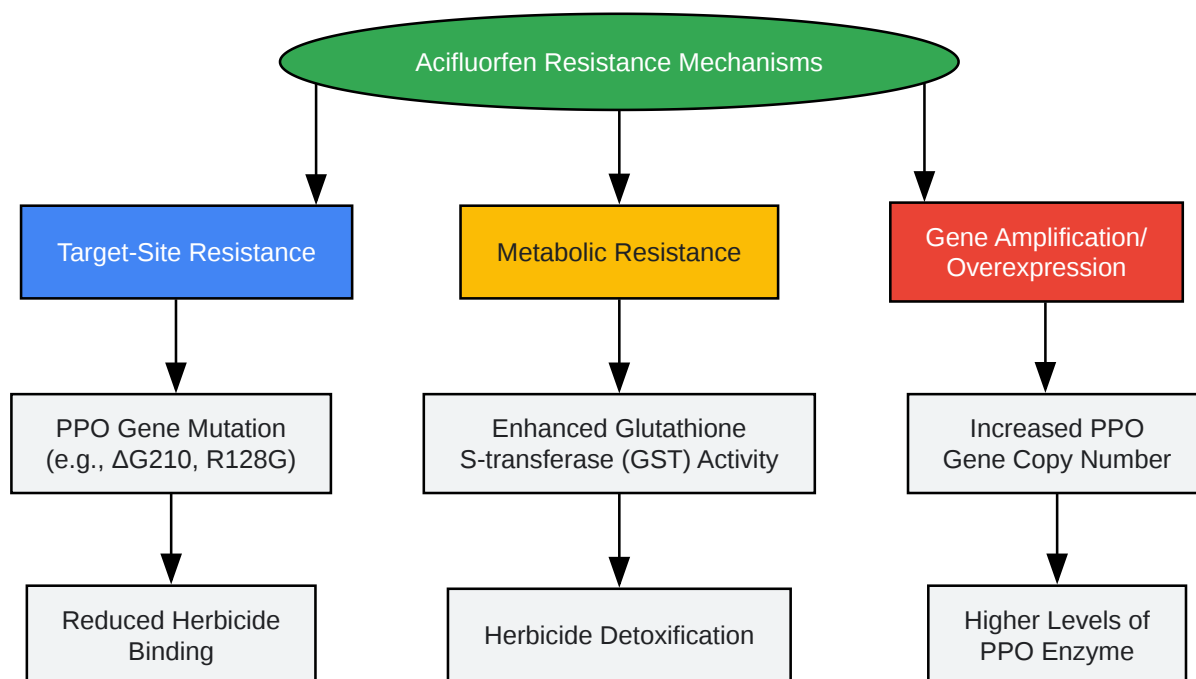 Acifluorfen Resistance Mechanisms
Target-Site Resistance
Metabolic Resistance
Gene Amplification/
Overexpression
PPO Gene Mutation
(e.g., ΔG210, R128G)
Enhanced Glutathione
S-transferase (GST) Activity
Increased PPO
Gene Copy Number
Reduced Herbicide
Binding
Herbicide Detoxification
Higher Levels of
PPO Enzyme